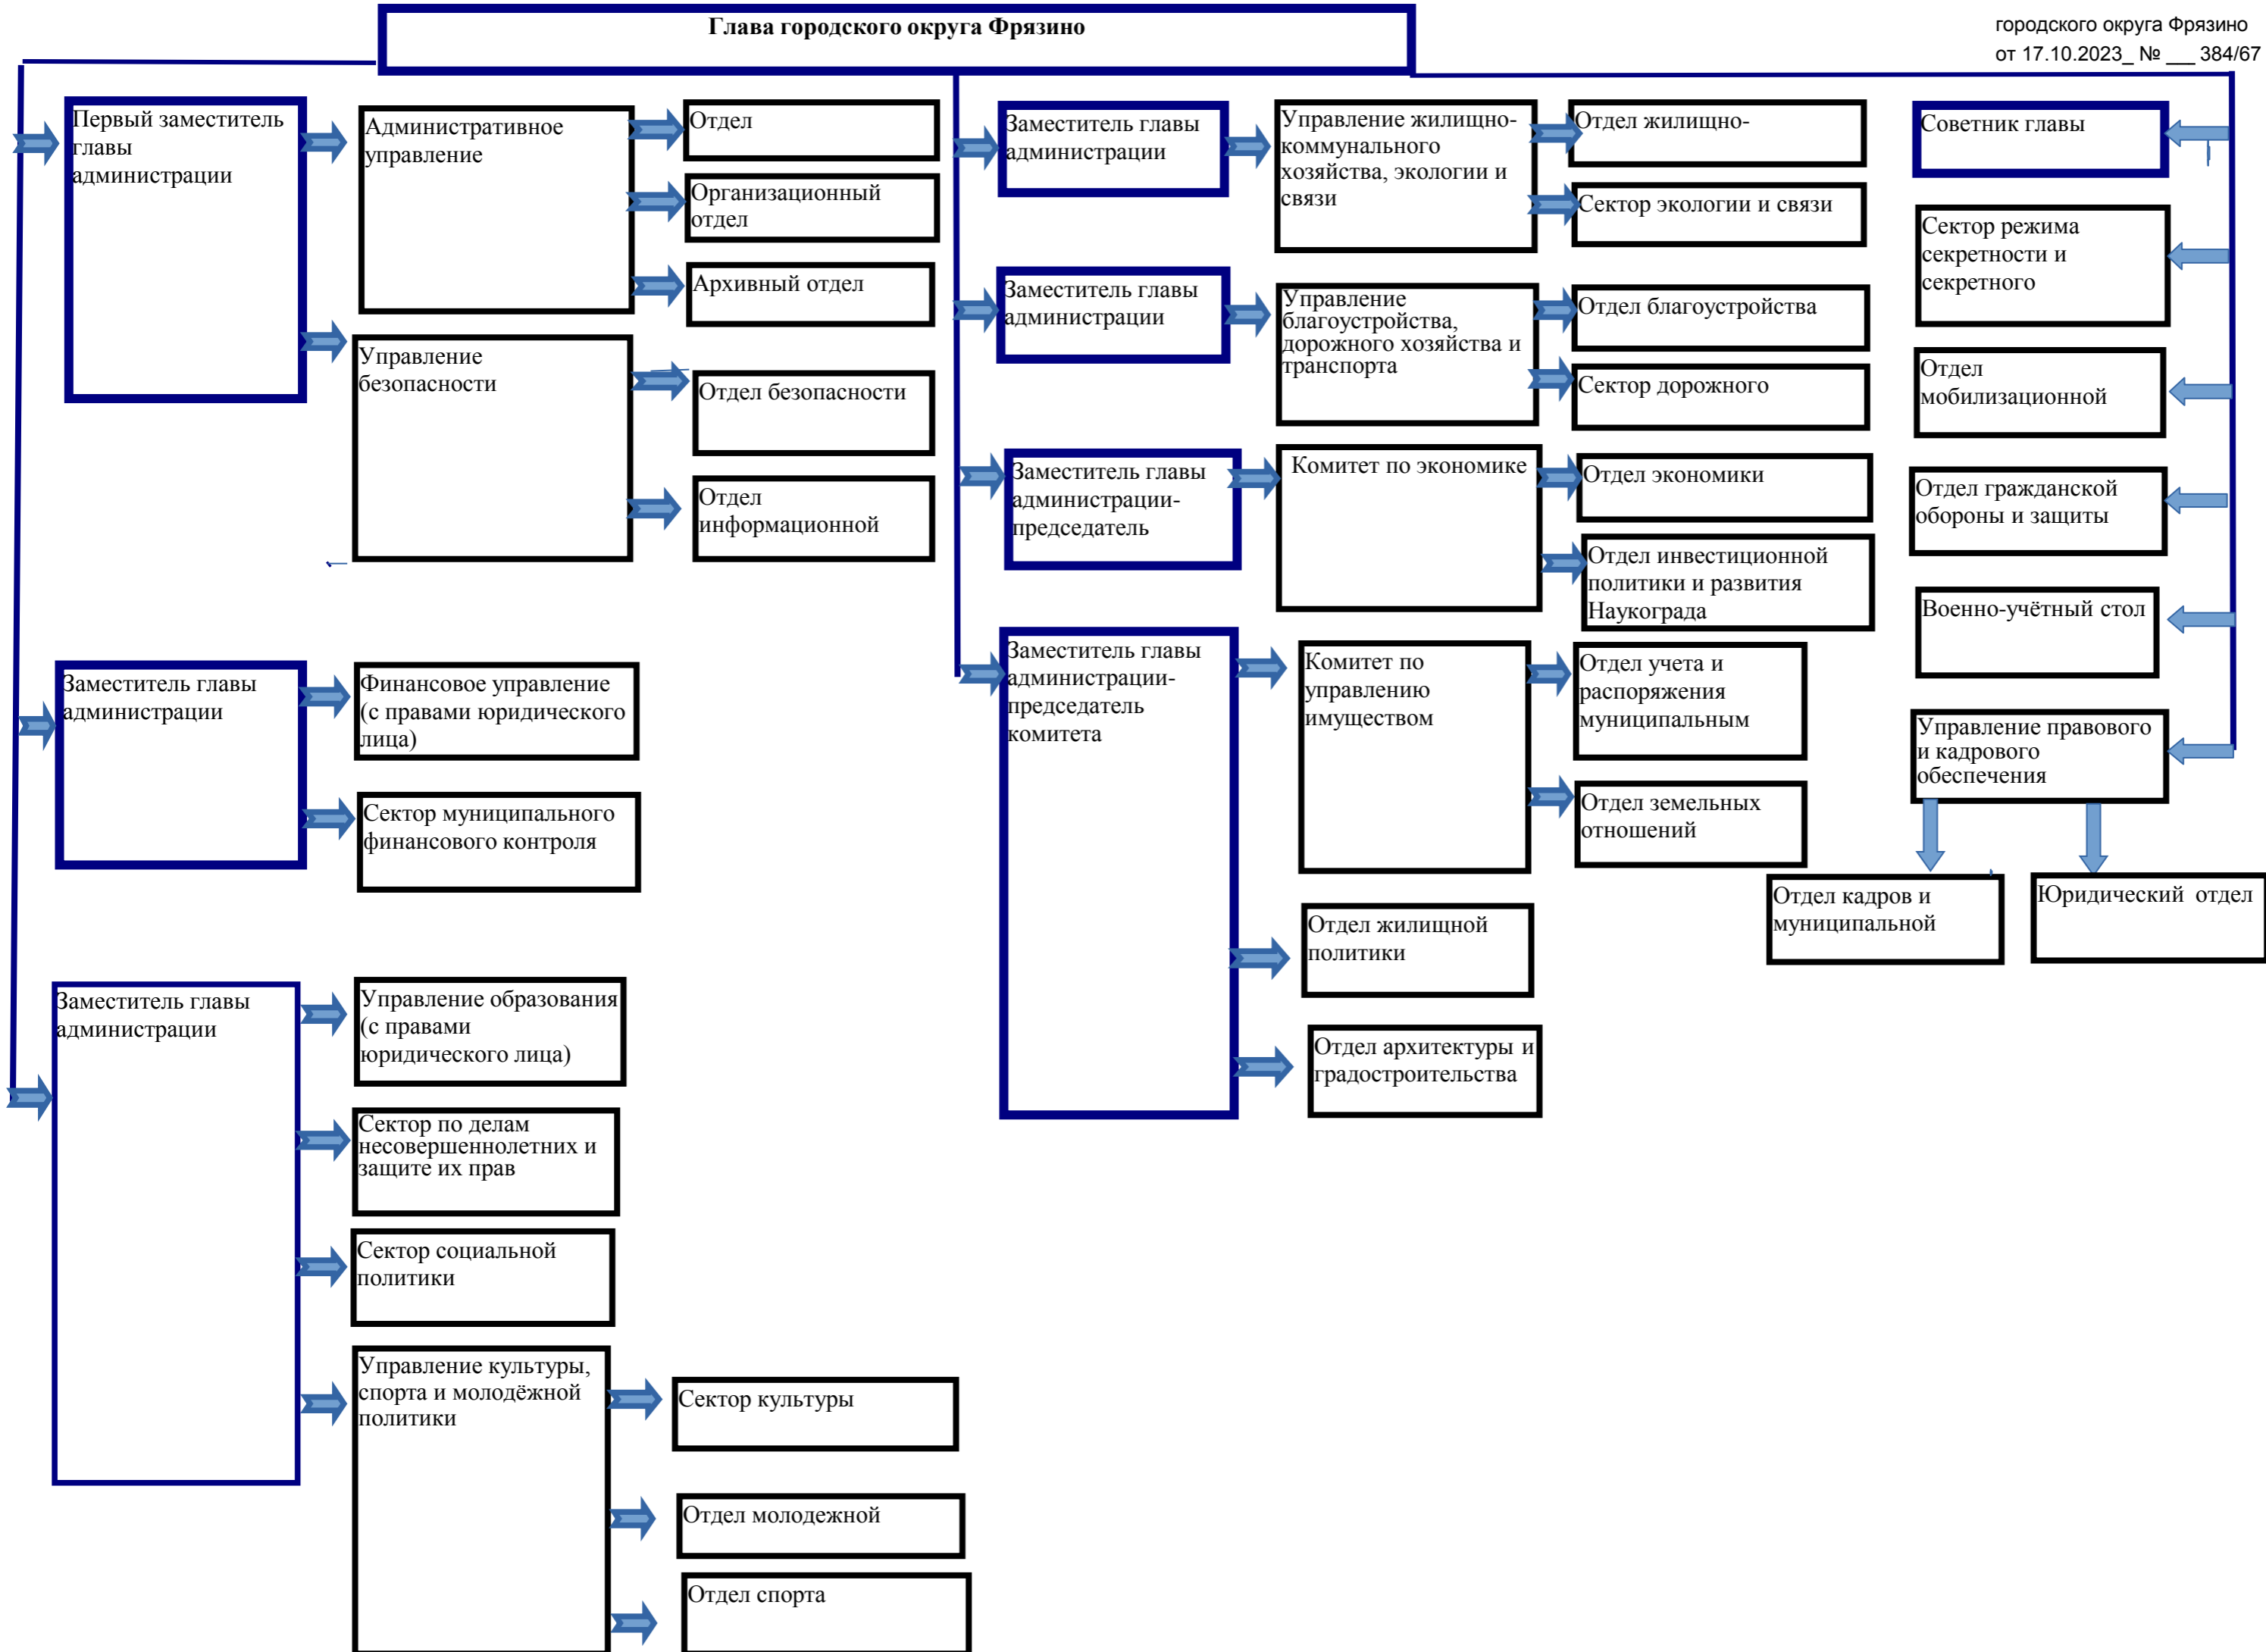 Глава городского округа Фрязино
городского округа Фрязино
от 17.10.2023_ № ___ 384/67
Первый заместитель
главы
администрации
Административное
управление
Отдел
Организационный
отдел
Архивный отдел
Управление
безопасности
Отдел безопасности
Отдел
информационной
Заместитель главы
администрации
Финансовое управление
(с правами юридического
лица)
Сектор муниципального
финансового контроля
Заместитель главы
администрации
Управление образования
(с правами
юридического лица)
Сектор по делам
несовершеннолетних и
защите их прав
Сектор социальной
политики
Управление культуры,
спорта и молодёжной
политики
Сектор культуры
Отдел молодежной
Отдел спорта
Заместитель главы
администрации
Управление жилищно-
коммунального
хозяйства, экологии и
связи
Отдел жилищно-
Сектор экологии и связи
Заместитель главы
администрации
Управление
благоустройства,
дорожного хозяйства и
транспорта
Отдел благоустройства
Сектор дорожного
Заместитель главы
администрации-
председатель
Комитет по экономике
Отдел экономики
Отдел инвестиционной
политики и развития
Наукограда
Заместитель главы
администрации-
председатель
комитета
Комитет по
управлению
имуществом
Отдел учета и
распоряжения
муниципальным
Отдел земельных
отношений
Отдел жилищной
политики
Отдел архитектуры и
градостроительства
Советник главы
Сектор режима
секретности и
секретного
Отдел
мобилизационной
Отдел гражданской
обороны и защиты
Военно-учётный стол
Управление правового
и кадрового
обеспечения
Отдел кадров и
муниципальной
Юридический отдел